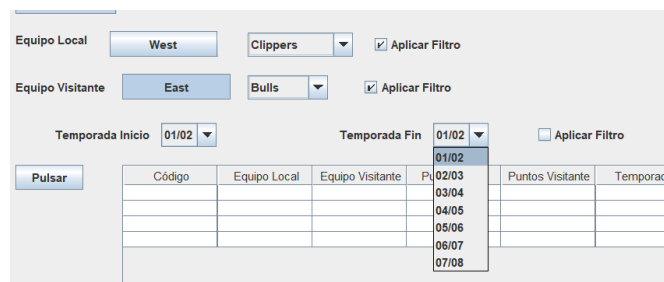 Equipo Local West Clippers Aplicar Filtro
Equipo Visitante East Bulls Aplicar Filtro
Temporada Inicio 01/02 Temporada Fin 01/02 Aplicar Filtro
01/02
Pulsar Código Equipo Local Equipo Visitante Puntos Visitante
02/03
03/04
04/05
05/06
06/07
07/08